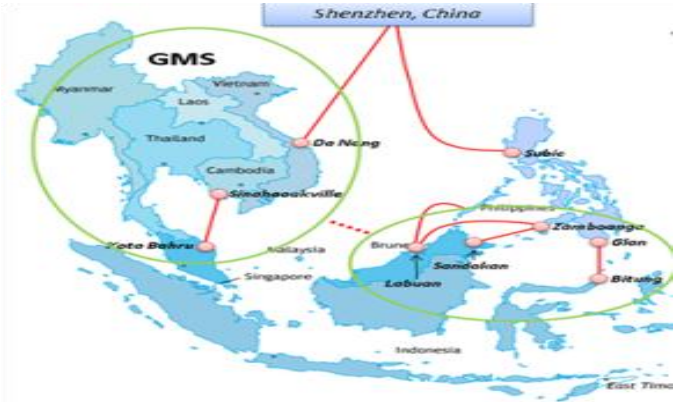 Shenzhen, China
GMS
Myanmar
Vietnam
Laos
Thailand
Da Nang
Subic
Cambodia
Sinohaoukville
Philippines
Zamboanga
Kota Bahru
Malaysia
Brunei
Glan
Sandakan
Singapore
Labuan
Bitung
Indonesia
East Timo